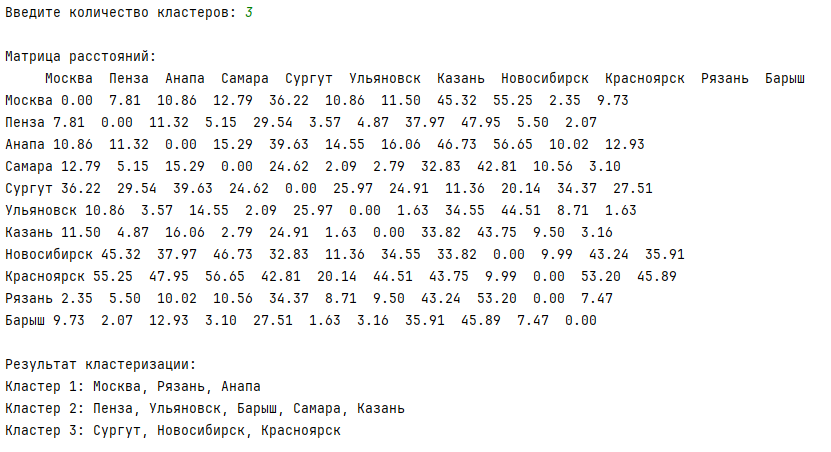 Введите количество кластеров: 3
Матрица расстояний:
Москва Пенза Анапа Самара Сургут Ульяновск Казань Новосибирск Красноярск Рязань Барыш
Москва 0.00 7.81 10.86 12.79 36.22 10.86 11.50 45.32 55.25 2.35 9.73
Пенза 7.81 0.00 11.32 5.15 29.54 3.57 4.87 37.97 47.95 5.50 2.07
Анапа 10.86 11.32 0.00 15.29 39.63 14.55 16.06 46.73 56.65 10.02 12.93
Самара 12.79 5.15 15.29 0.00 24.62 2.09 2.79 32.83 42.81 10.56 3.10
Сургут 36.22 29.54 39.63 24.62 0.00 25.97 24.91 11.36 20.14 34.37 27.51
Ульяновск 10.86 3.57 14.55 2.09 25.97 0.00 1.63 34.55 44.51 8.71 1.63
Казань 11.50 4.87 16.06 2.79 24.91 1.63 0.00 33.82 43.75 9.50 3.16
Новосибирск 45.32 37.97 46.73 32.83 11.36 34.55 33.82 0.00 9.99 43.24 35.91
Красноярск 55.25 47.95 56.65 42.81 20.14 44.51 43.75 9.99 0.00 53.20 45.89
Рязань 2.35 5.50 10.02 10.56 34.37 8.71 9.50 43.24 53.20 0.00 7.47
Барыш 9.73 2.07 12.93 3.10 27.51 1.63 3.16 35.91 45.89 7.47 0.00
Результат кластеризации:
Кластер 1: Москва, Рязань, Анапа
Кластер 2: Пенза, Ульяновск, Барыш, Самара, Казань
Кластер 3: Сургут, Новосибирск, Красноярск